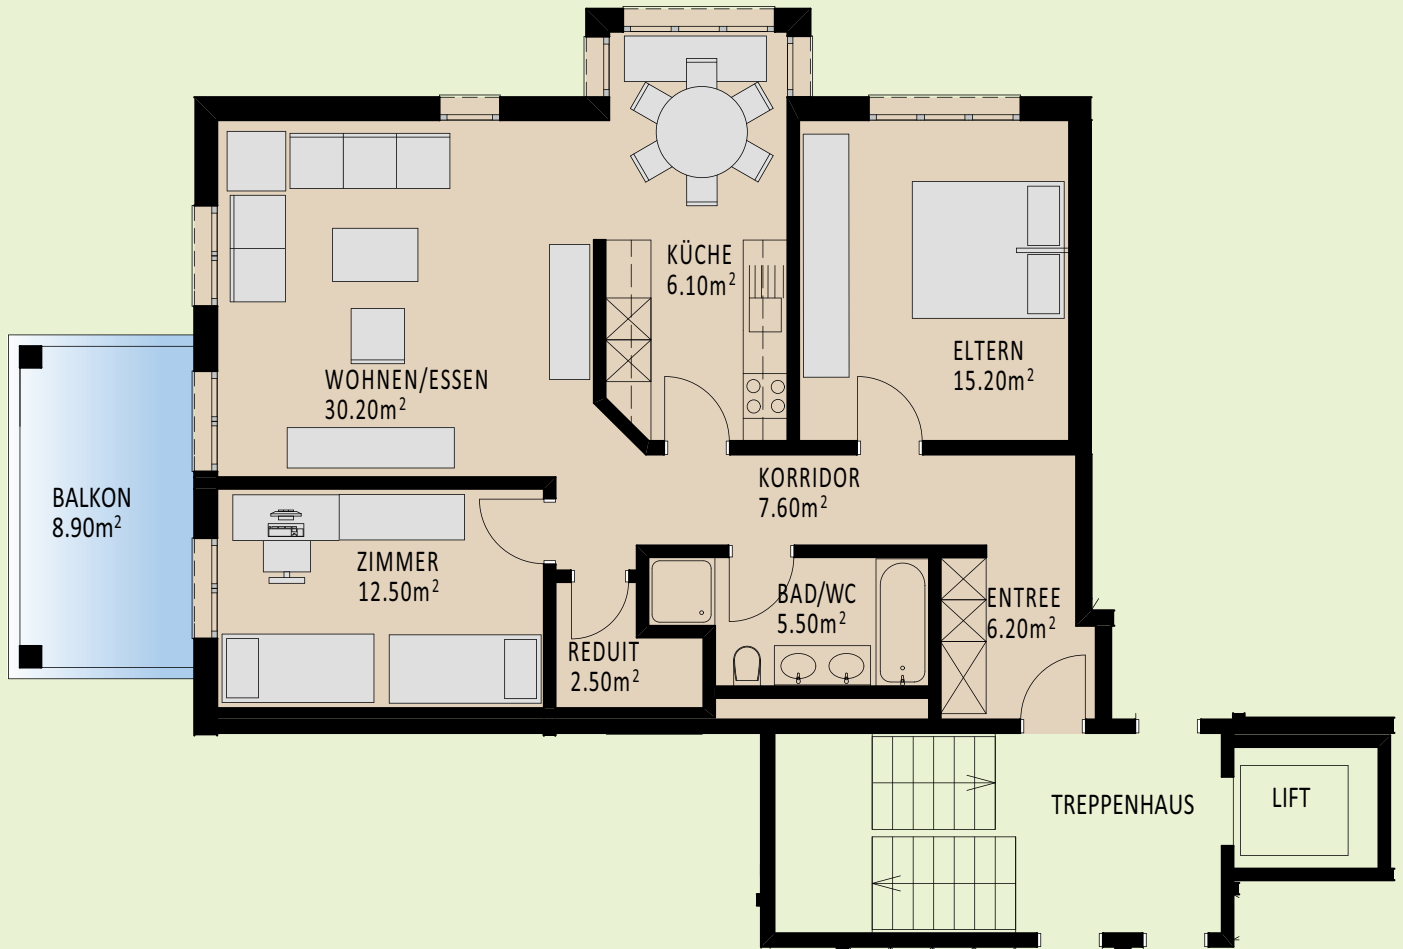 KÜCHE
6.10m²
ELTERN
15.20m²
WOHNEN/ESSEN
30.20m²
KORRIDOR
7.60m²
BALKON
8.90m²
ZIMMER
12.50m²
BAD/WC
5.50m²
ENTREE
6.20m²
REDUIT
2.50m²
TREPPENHAUS
LIFT